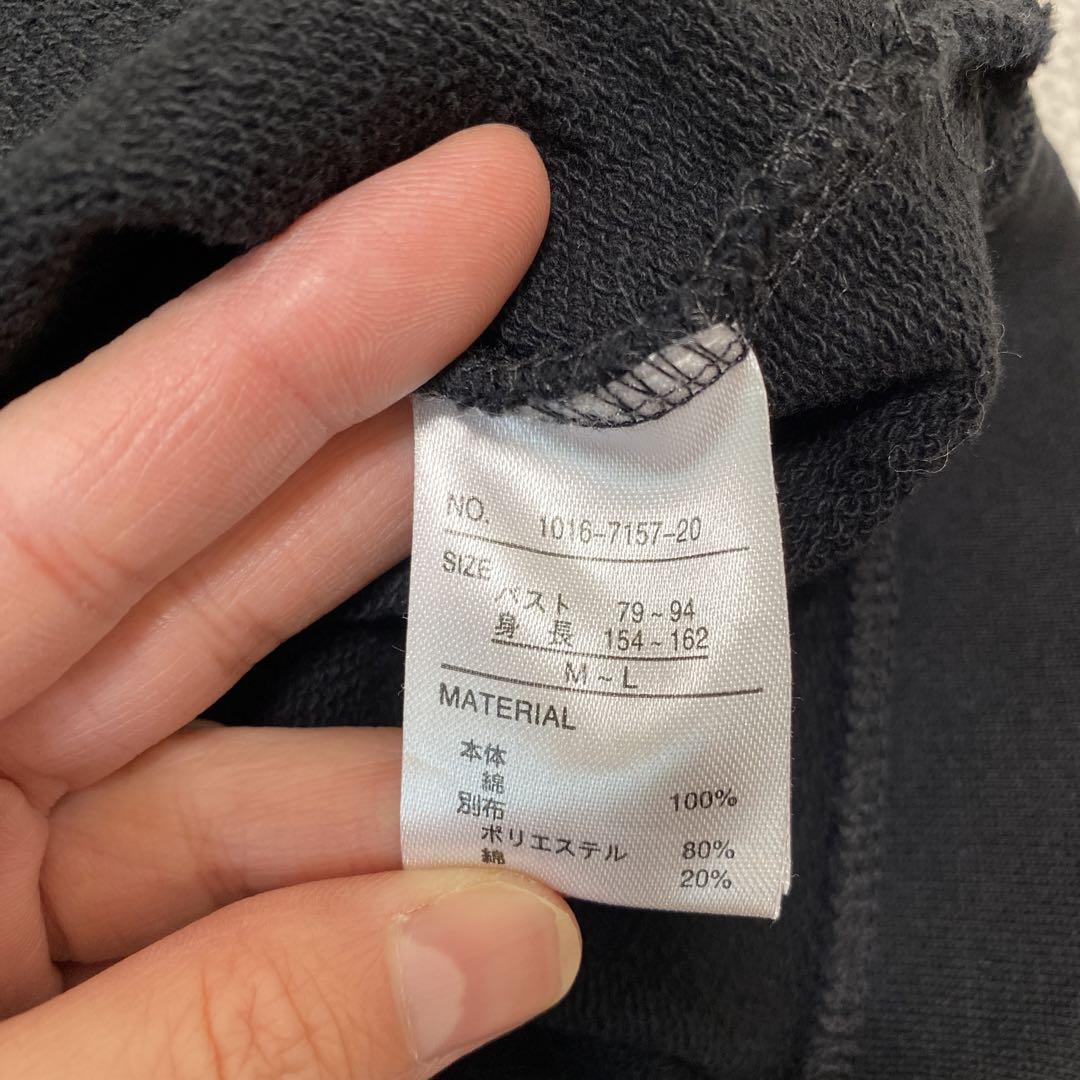 NO. 1016-7157-20
SIZE
バスト 79~94
身長 154~162
M~L
MATERIAL
本体
綿 100%
別布
ポリエステル 80%
綿 20%